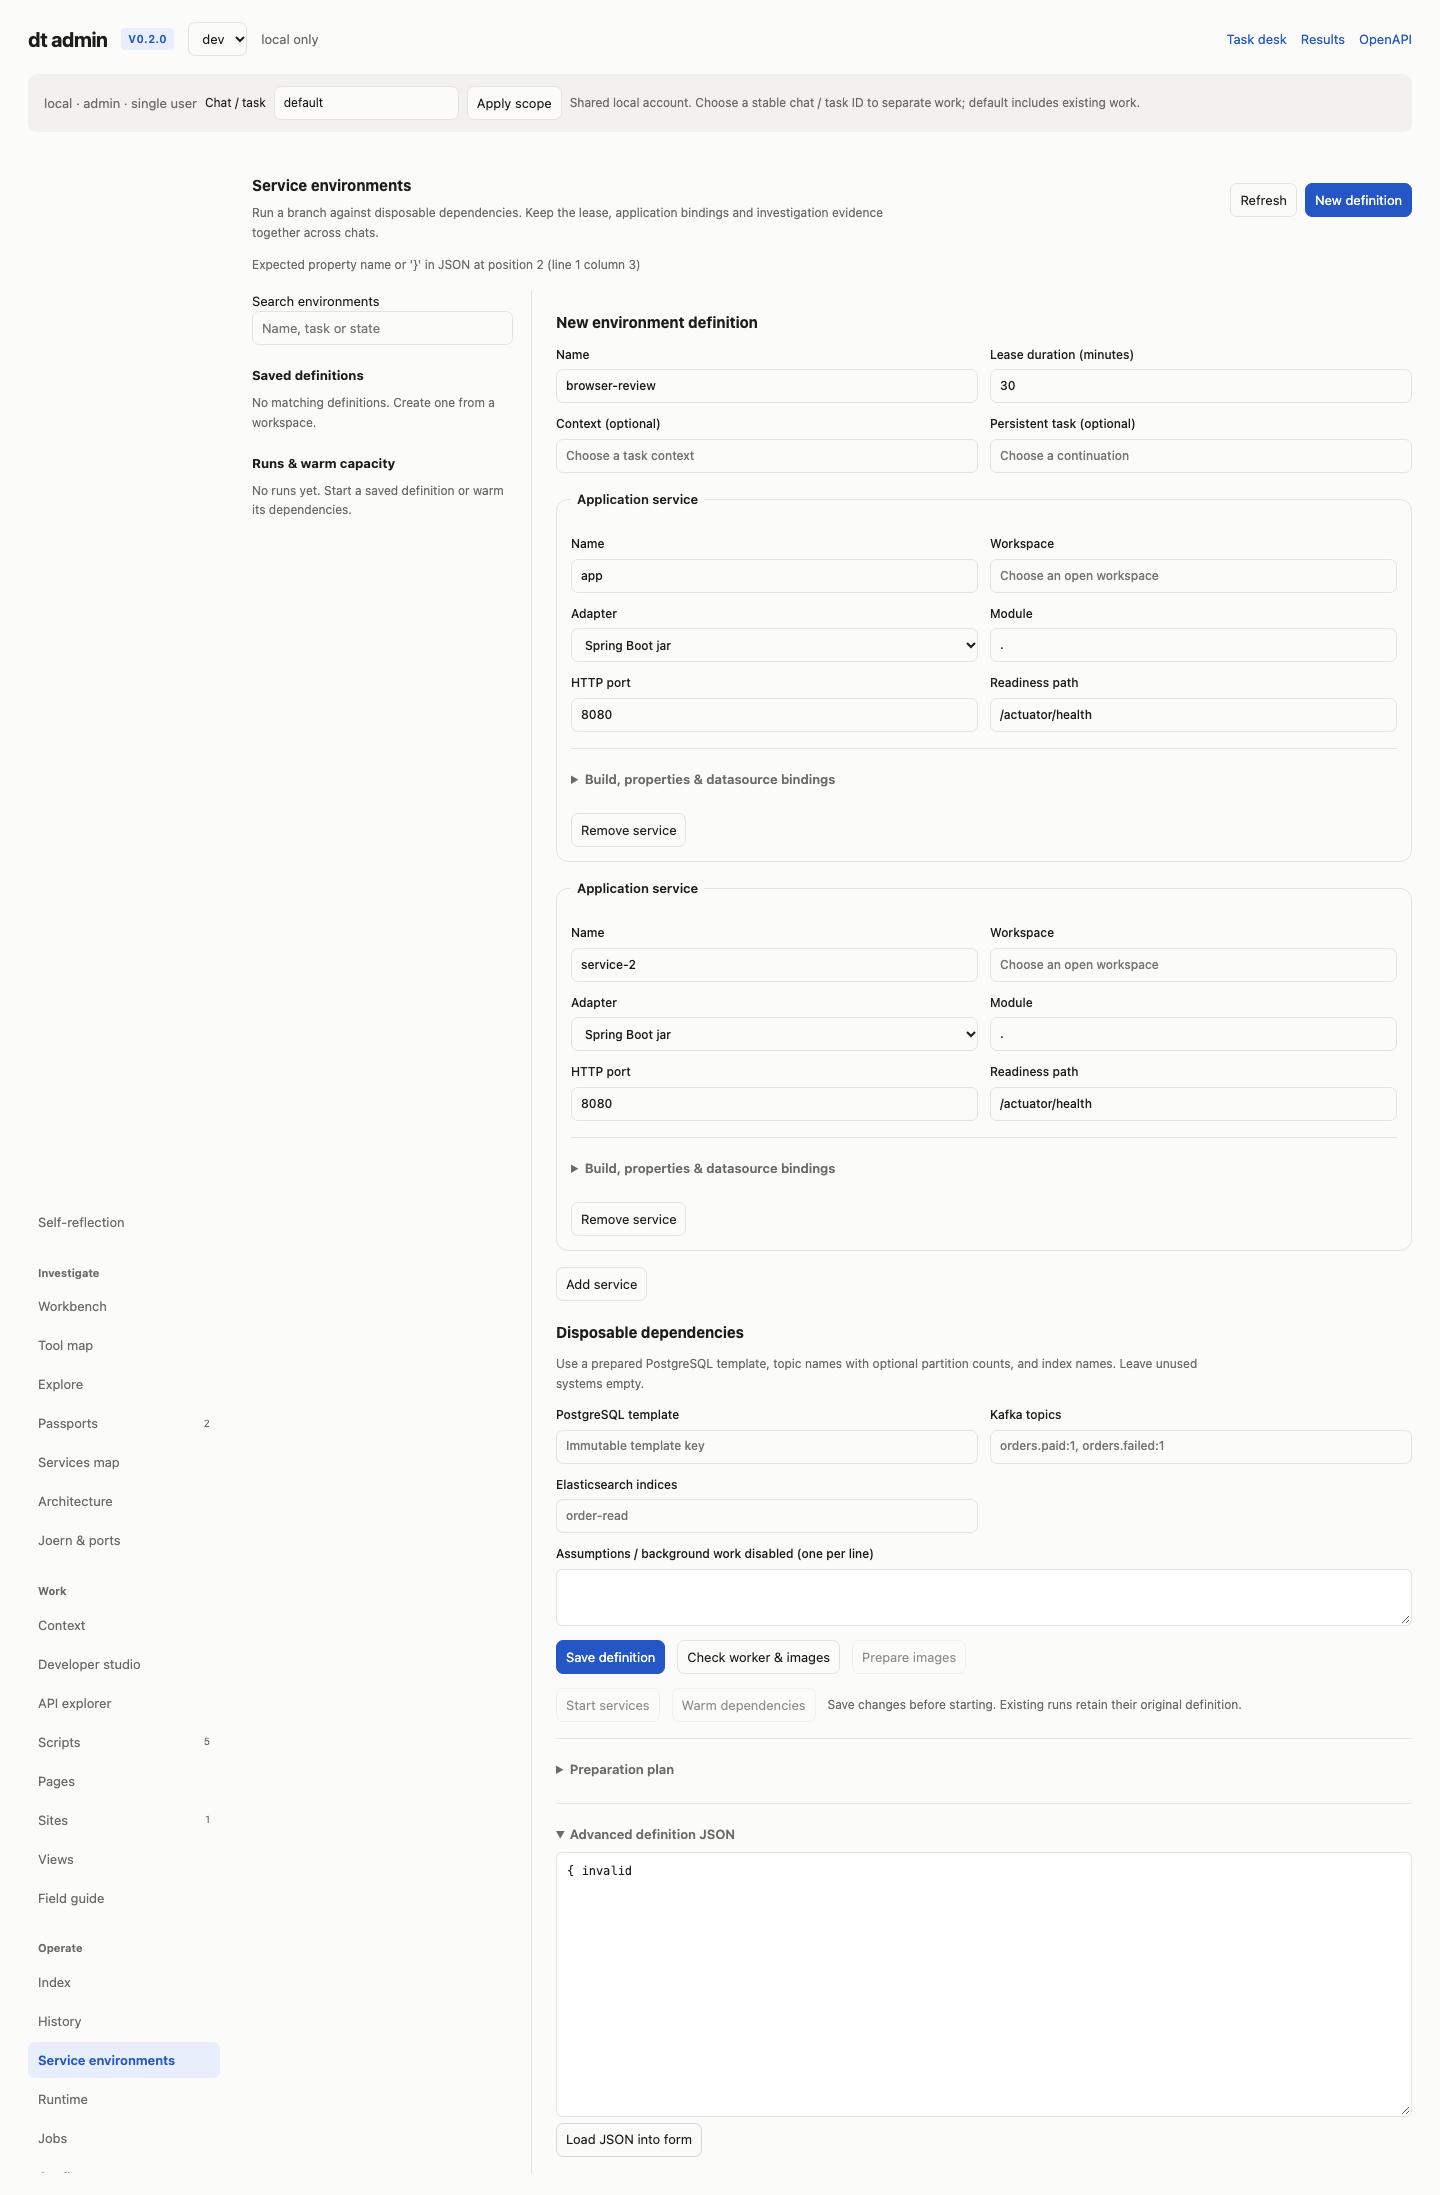 dt admin V0.2.0 dev local only Task desk Results OpenAPI
local · admin · single user Chat / task default Apply scope Shared local account. Choose a stable chat / task ID to separate work; default includes existing work.
Service environments
Run a branch against disposable dependencies. Keep the lease, application bindings and investigation evidence
together across chats.
Refresh New definition
Expected property name or '}' in JSON at position 2 (line 1 column 3)
Search environments
Name, task or state
Saved definitions
No matching definitions. Create one from a
workspace.
Runs & warm capacity
No runs yet. Start a saved definition or warm
its dependencies.
New environment definition
Name Lease duration (minutes)
browser-review 30
Context (optional) Persistent task (optional)
Choose a task context Choose a continuation
Application service
Name Workspace
app Choose an open workspace
Adapter Module
Spring Boot jar .
HTTP port Readiness path
8080 /actuator/health
Build, properties & datasource bindings
Remove service
Application service
Name Workspace
service-2 Choose an open workspace
Adapter Module
Spring Boot jar .
HTTP port Readiness path
8080 /actuator/health
Build, properties & datasource bindings
Remove service
Add service
Disposable dependencies
Use a prepared PostgreSQL template, topic names with optional partition counts, and index names. Leave unused
systems empty.
PostgreSQL template Kafka topics
Immutable template key orders.paid:1, orders.failed:1
Elasticsearch indices
order-read
Assumptions / background work disabled (one per line)
Save definition Check worker & images Prepare images
Start services Warm dependencies Save changes before starting. Existing runs retain their original definition.
Preparation plan
Advanced definition JSON
{ invalid
Load JSON into form
Self-reflection
Investigate
Workbench
Tool map
Explore
Passports 2
Services map
Architecture
Joern & ports
Work
Context
Developer studio
API explorer
Scripts 5
Pages
Sites 1
Views
Field guide
Operate
Index
History
Service environments
Runtime
Jobs